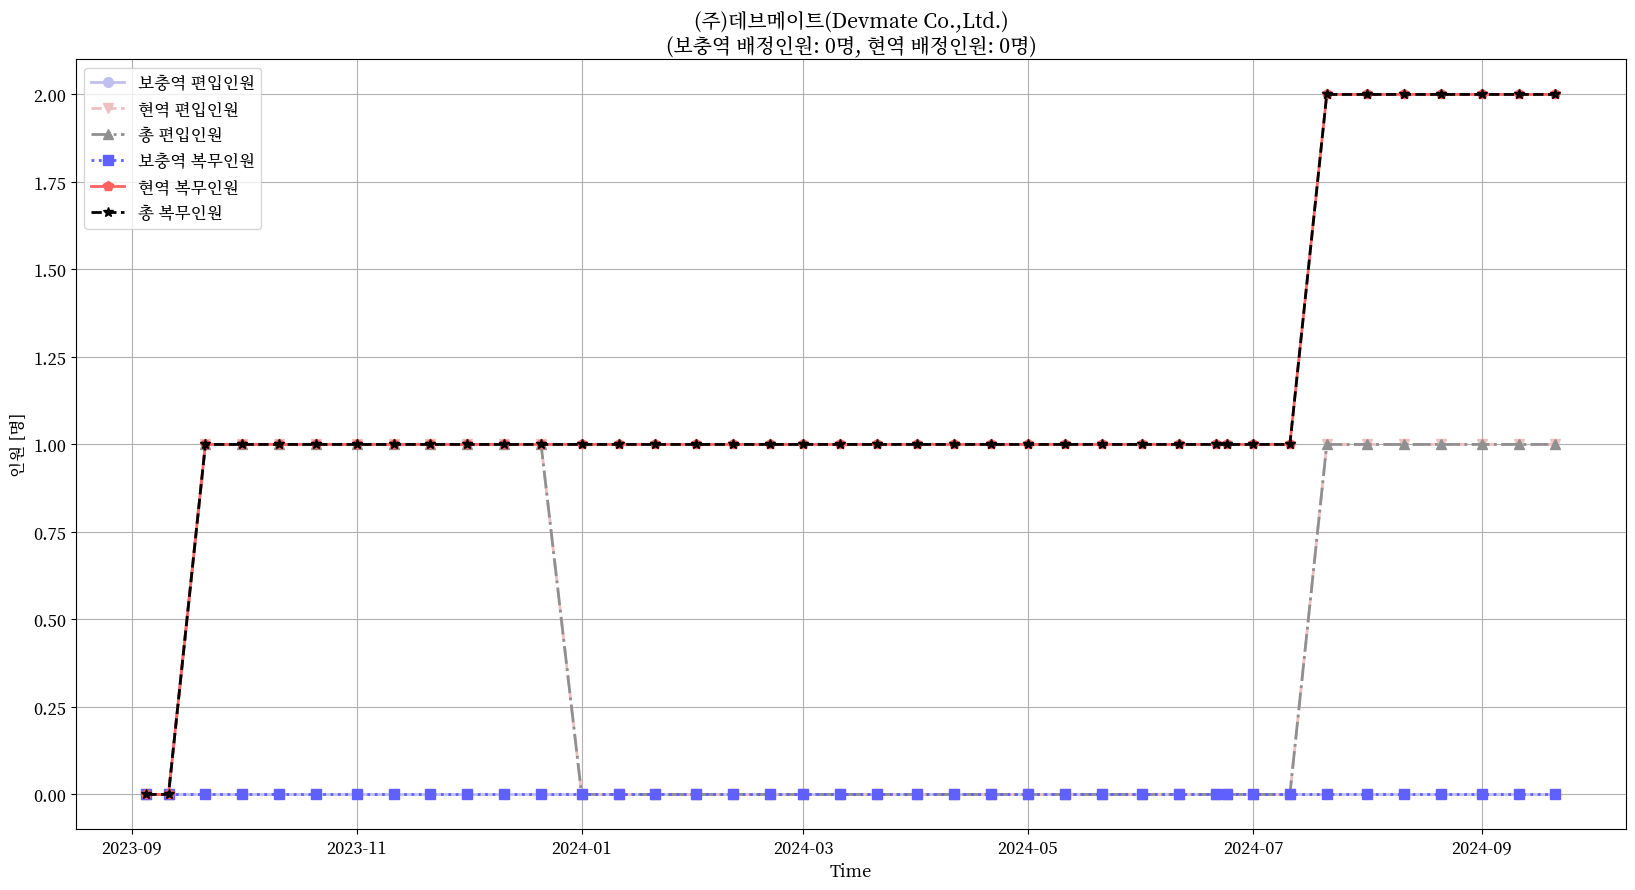 (주)데브메이트(Devmate Co.,Ltd.)
(보충역 배정인원: 0명, 현역 배정인원: 0명)
보충역 편입인원
현역 편입인원
총 편입인원
보충역 복무인원
현역 복무인원
총 복무인원
2.00
1.75
1.50
1.25
1.00
0.75
0.50
0.25
0.00
인원 [명]
2023-09
2023-11
2024-01
2024-03
2024-05
2024-07
2024-09
Time